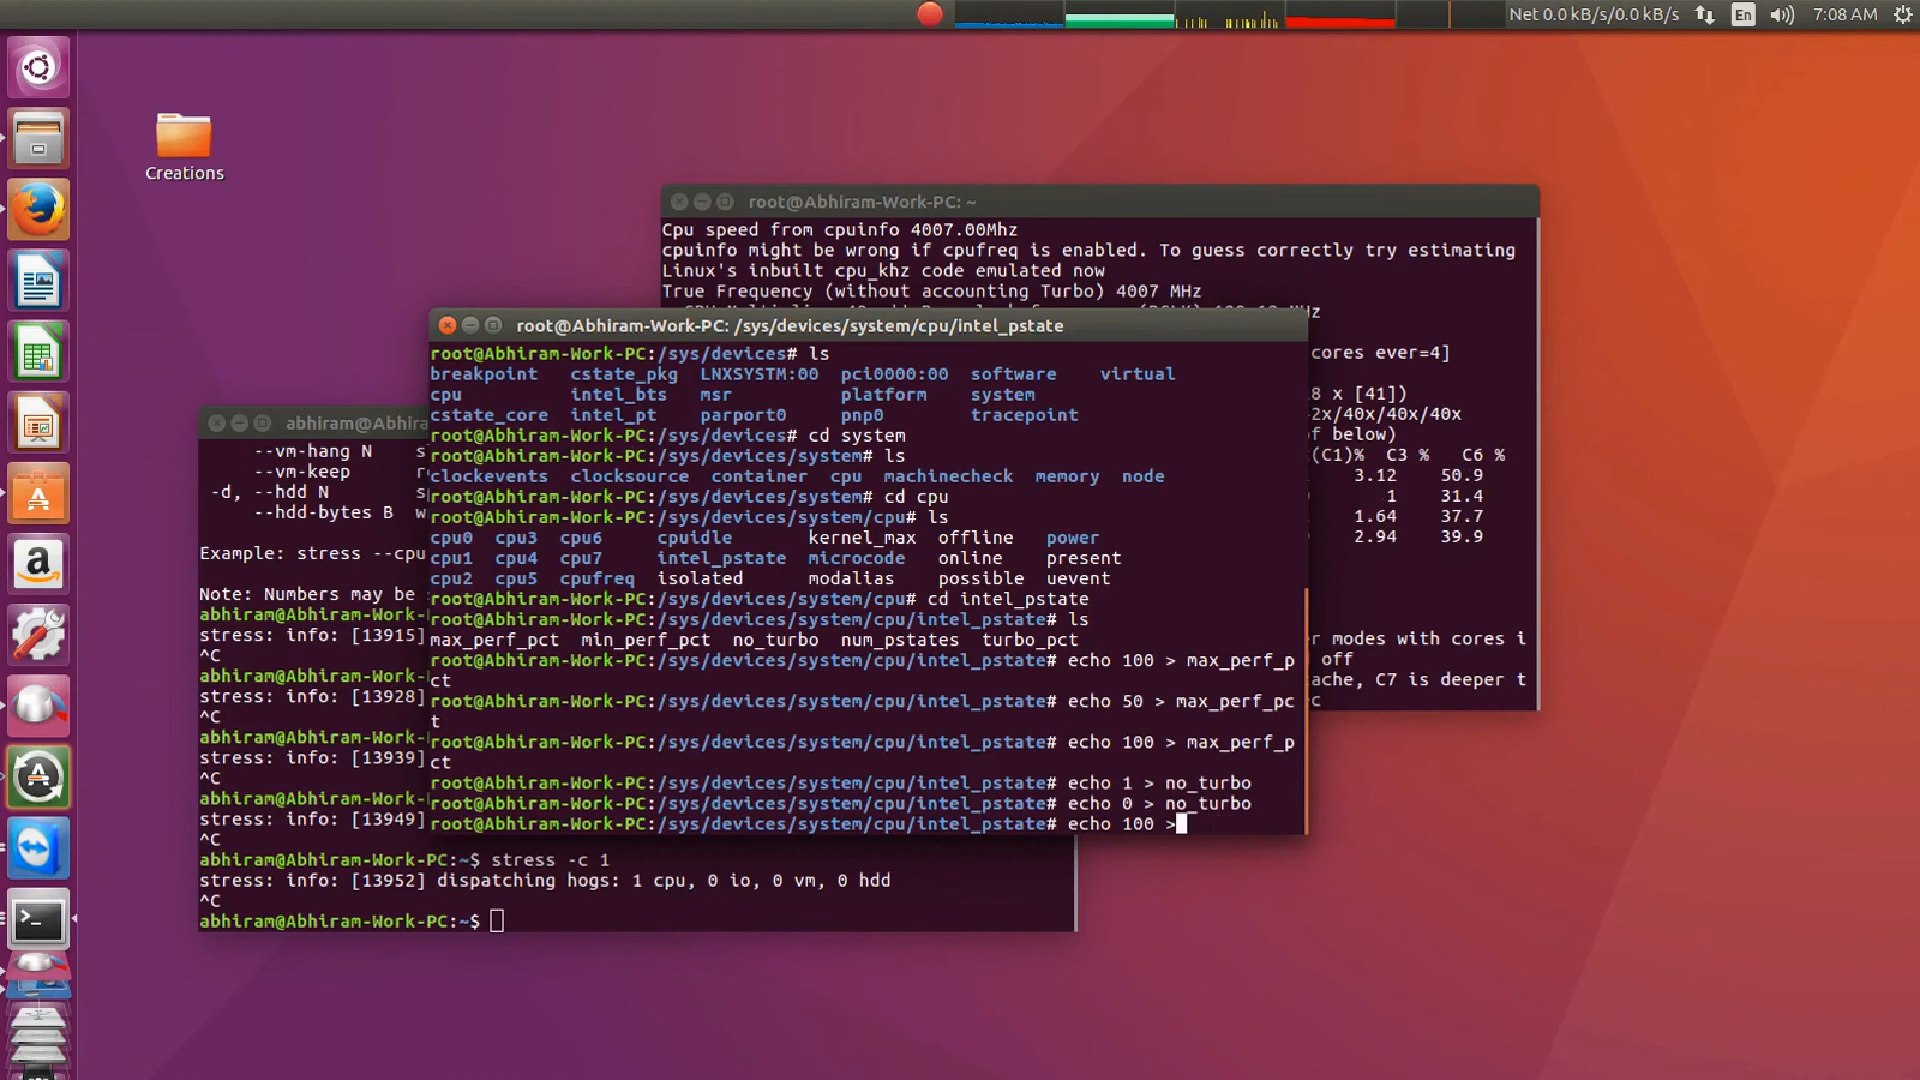 Net 0.0 kB/s/0.0 kB/s En 7:08 AM
Creations
root@Abhiram-Work-PC: ~
Cpu speed from cpuinfo 4007.00Mhz
cpuinfo might be wrong if cpufreq is enabled. To guess correctly try estimating
Linux's inbuilt cpu_khz code emulated now
True Frequency (without accounting Turbo) 4007 MHz
Hz
cores ever=4]
8 x [41])
2x/40x/40x/40x
of below)
(C1)% C3 % C6 %
3.12 50.9
1 31.4
1.64 37.7
2.94 39.9
r modes with cores i
off
ache, C7 is deeper t
c
root@Abhiram-Work-PC: /sys/devices/system/cpu/intel_pstate
root@Abhiram-Work-PC:/sys/devices# ls
breakpoint cstate_pkg LNXSYSTM:00 pci0000:00 software virtual
cpu intel_bts msr platform system
cstate_core intel_pt parport0 pnp0 tracepoint
root@Abhiram-Work-PC:/sys/devices# cd system
root@Abhiram-Work-PC:/sys/devices/system# ls
clockevents clocksource container cpu machinecheck memory node
root@Abhiram-Work-PC:/sys/devices/system# cd cpu
root@Abhiram-Work-PC:/sys/devices/system/cpu# ls
cpu0 cpu3 cpu6 cpuidle kernel_max offline power
cpu1 cpu4 cpu7 intel_pstate microcode online present
cpu2 cpu5 cpufreq isolated modalias possible uevent
root@Abhiram-Work-PC:/sys/devices/system/cpu# cd intel_pstate
root@Abhiram-Work-PC:/sys/devices/system/cpu/intel_pstate# ls
max_perf_pct min_perf_pct no_turbo num_pstates turbo_pct
root@Abhiram-Work-PC:/sys/devices/system/cpu/intel_pstate# echo 100 > max_perf_p
ct
root@Abhiram-Work-PC:/sys/devices/system/cpu/intel_pstate# echo 50 > max_perf_pc
t
root@Abhiram-Work-PC:/sys/devices/system/cpu/intel_pstate# echo 100 > max_perf_p
ct
root@Abhiram-Work-PC:/sys/devices/system/cpu/intel_pstate# echo 1 > no_turbo
root@Abhiram-Work-PC:/sys/devices/system/cpu/intel_pstate# echo 0 > no_turbo
root@Abhiram-Work-PC:/sys/devices/system/cpu/intel_pstate# echo 100 >
abhiram@Abhira
--vm-hang N s
--vm-keep r
-d, --hdd N s
--hdd-bytes B w
Example: stress --cpu
Note: Numbers may be
abhiram@Abhiram-Work-
stress: info: [13915]
^C
abhiram@Abhiram-Work-
stress: info: [13928]
^C
abhiram@Abhiram-Work-
stress: info: [13939]
^C
abhiram@Abhiram-Work-
stress: info: [13949]
^C
abhiram@Abhiram-Work-PC:~$ stress -c 1
stress: info: [13952] dispatching hogs: 1 cpu, 0 io, 0 vm, 0 hdd
^C
abhiram@Abhiram-Work-PC:~$